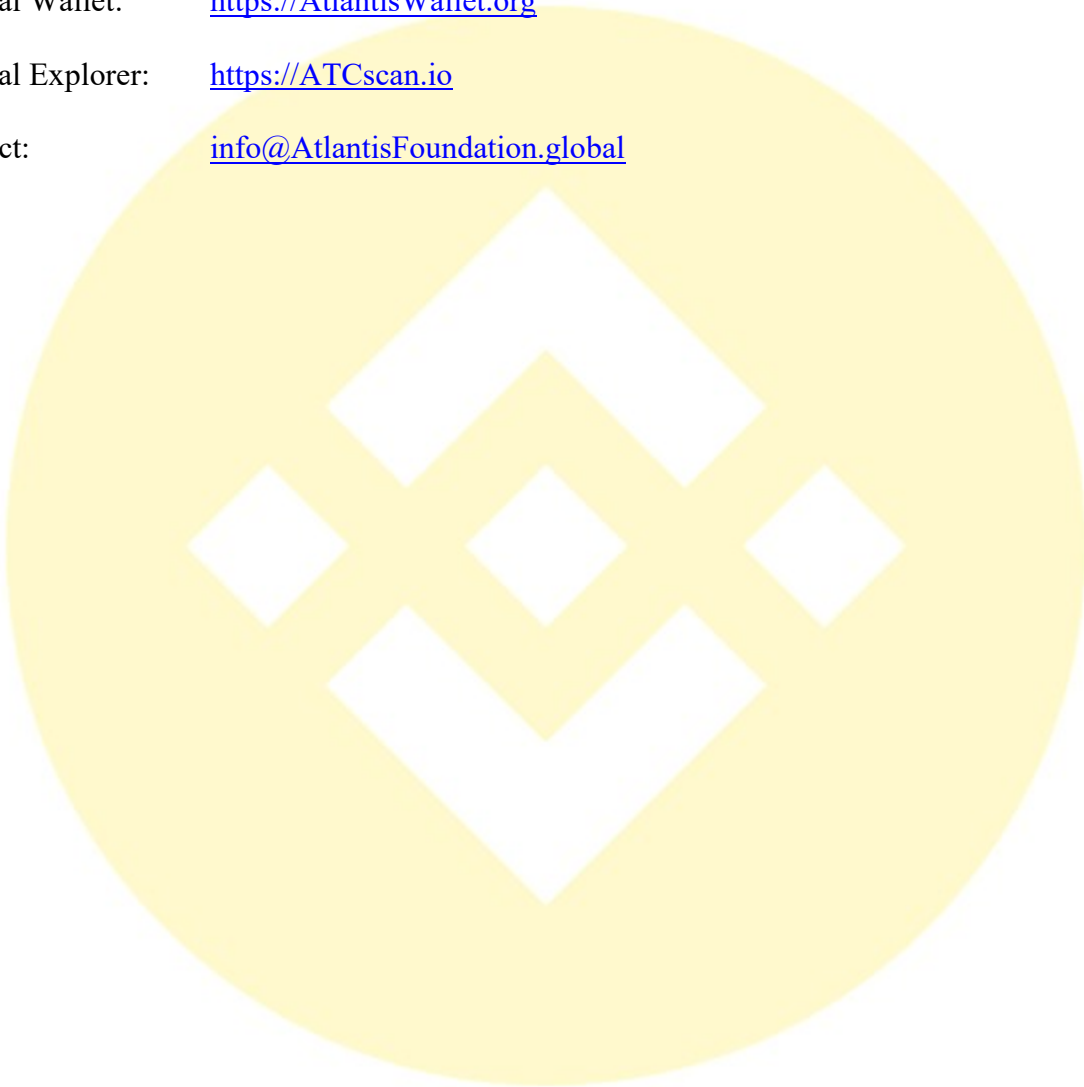 al Wallet: https://AtlantisWallet.org
al Explorer: https://ATCscan.io
ct: info@AtlantisFoundation.global